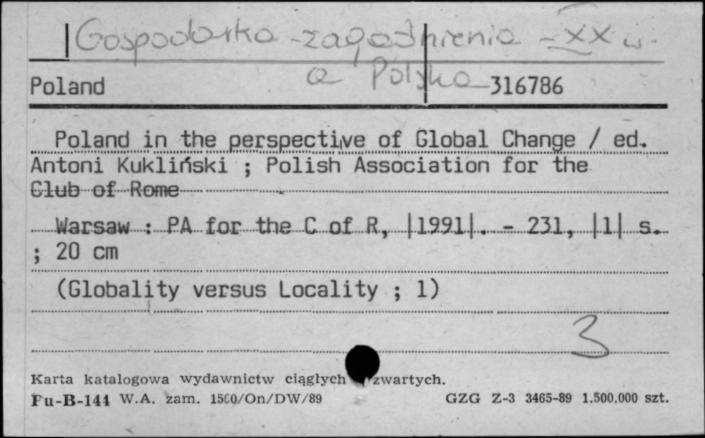 Gospodarka - zagadnienia - XX w.
a Polska
Poland 316786
Poland in the perspective of Global Change / ed.
Antoni Kukliński ; Polish Association for the
Club of Rome
Warsaw : PA for the C of R, |1991|. - 231, |1| s.
; 20 cm
(Globality versus Locality ; 1)
3
Karta katalogowa wydawnictw ciągłych zwartych.
Fu-B-144 W.A. zam. 1500/On/DW/89 GZG Z-3 3465-89 1.500.000 szt.